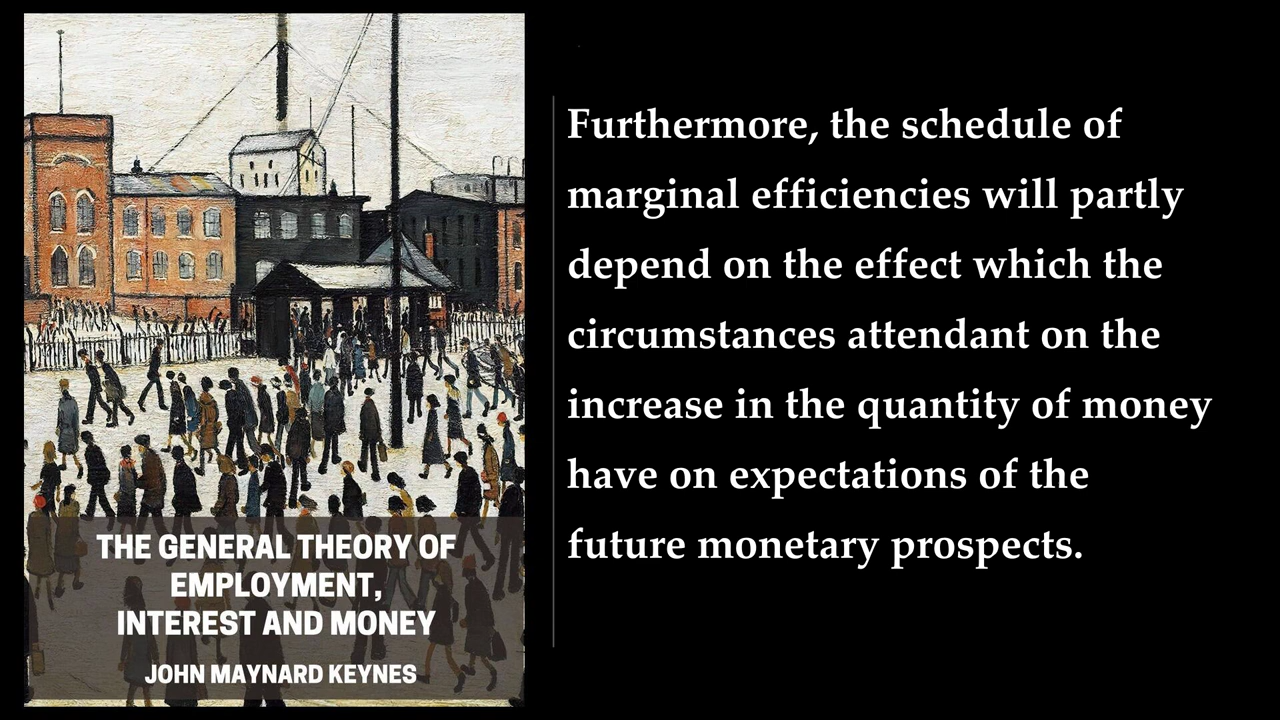 THE GENERAL THEORY OF
EMPLOYMENT,
INTEREST AND MONEY
JOHN MAYNARD KEYNES
Furthermore, the schedule of
marginal efficiencies will partly
depend on the effect which the
circumstances attendant on the
increase in the quantity of money
have on expectations of the
future monetary prospects.